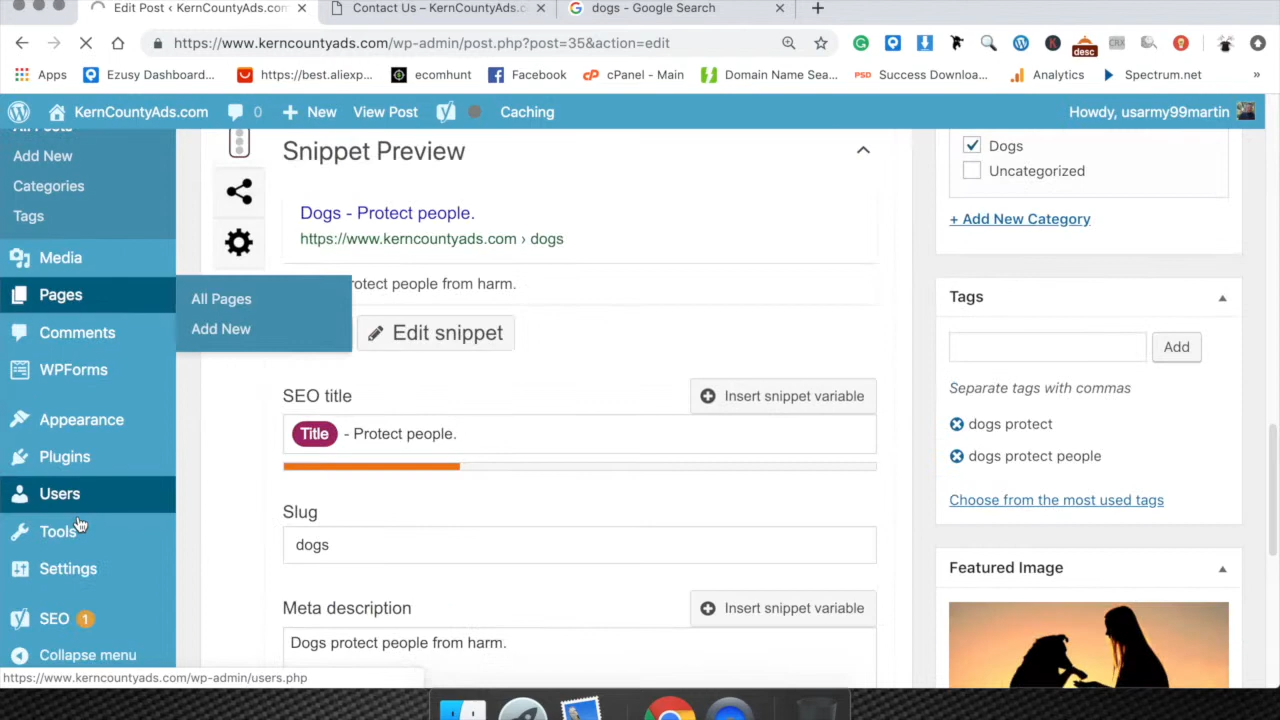 Edit Post ‹ KernCountyAds.com
Contact Us – KernCountyAds.c
dogs - Google Search
https://www.kerncountyads.com/wp-admin/post.php?post=35&action=edit
desc
CRX
Apps
Ezusy Dashboard...
https://best.aliexp...
ecomhunt
Facebook
cPanel - Main
Domain Name Sea...
PSD Success Downloa...
Analytics
Spectrum.net
»
KernCountyAds.com
0
New
View Post
Caching
Howdy, usarmy99martin
All Posts
Add New
Categories
Tags
Media
Pages
All Pages
Add New
Comments
WPForms
Appearance
Plugins
Users
Tools
Settings
SEO 1
Collapse menu
https://www.kerncountyads.com/wp-admin/users.php
Snippet Preview
Dogs - Protect people.
https://www.kerncountyads.com › dogs
rotect people from harm.
Edit snippet
SEO title
Insert snippet variable
Title - Protect people.
Slug
dogs
Meta description
Insert snippet variable
Dogs protect people from harm.
Dogs
Uncategorized
+ Add New Category
Tags
Add
Separate tags with commas
dogs protect
dogs protect people
Choose from the most used tags
Featured Image